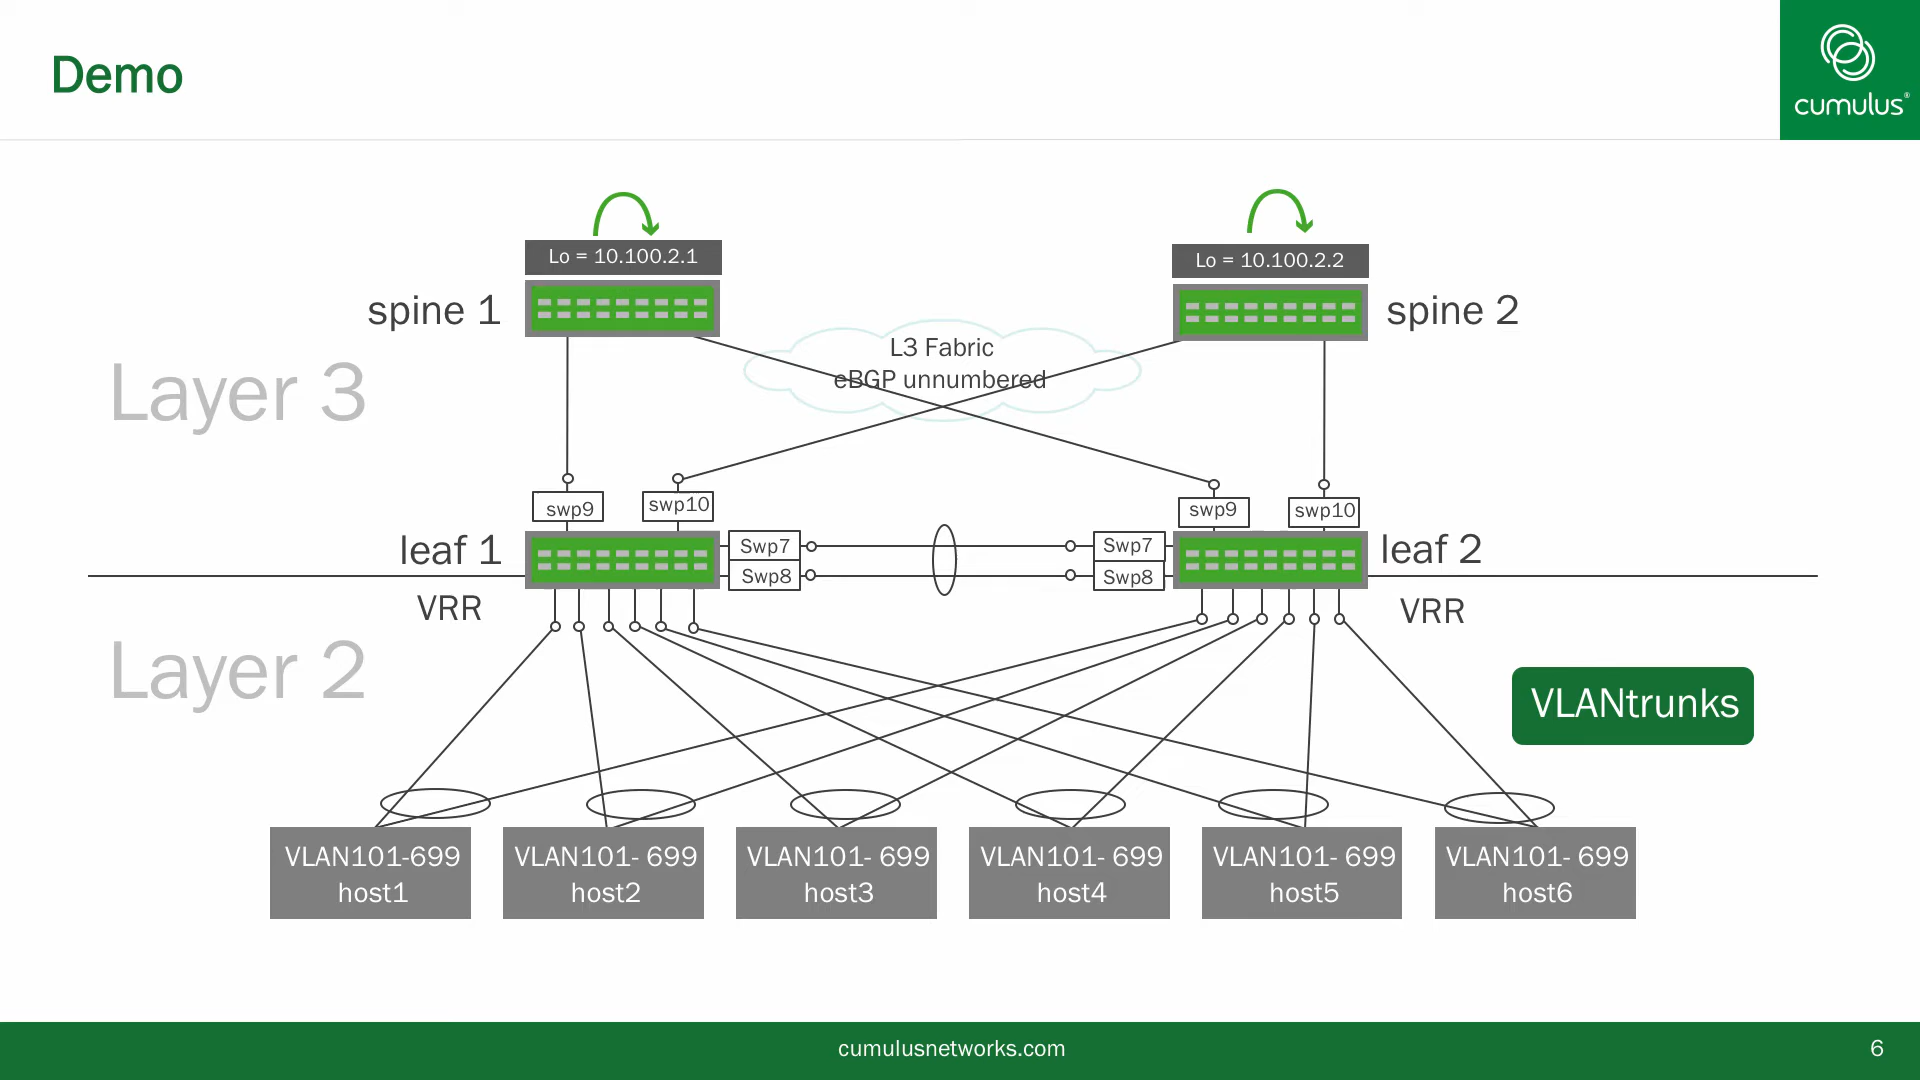 Demo
cumulus®
Lo = 10.100.2.1
Lo = 10.100.2.2
spine 1
spine 2
L3 Fabric
eBGP unnumbered
Layer 3
swp9
swp10
swp9
swp10
leaf 1
Swp7
Swp7
leaf 2
Swp8
Swp8
VRR
VRR
Layer 2
VLANtrunks
VLAN101-699
host1
VLAN101- 699
host2
VLAN101- 699
host3
VLAN101- 699
host4
VLAN101- 699
host5
VLAN101- 699
host6
cumulusnetworks.com
6